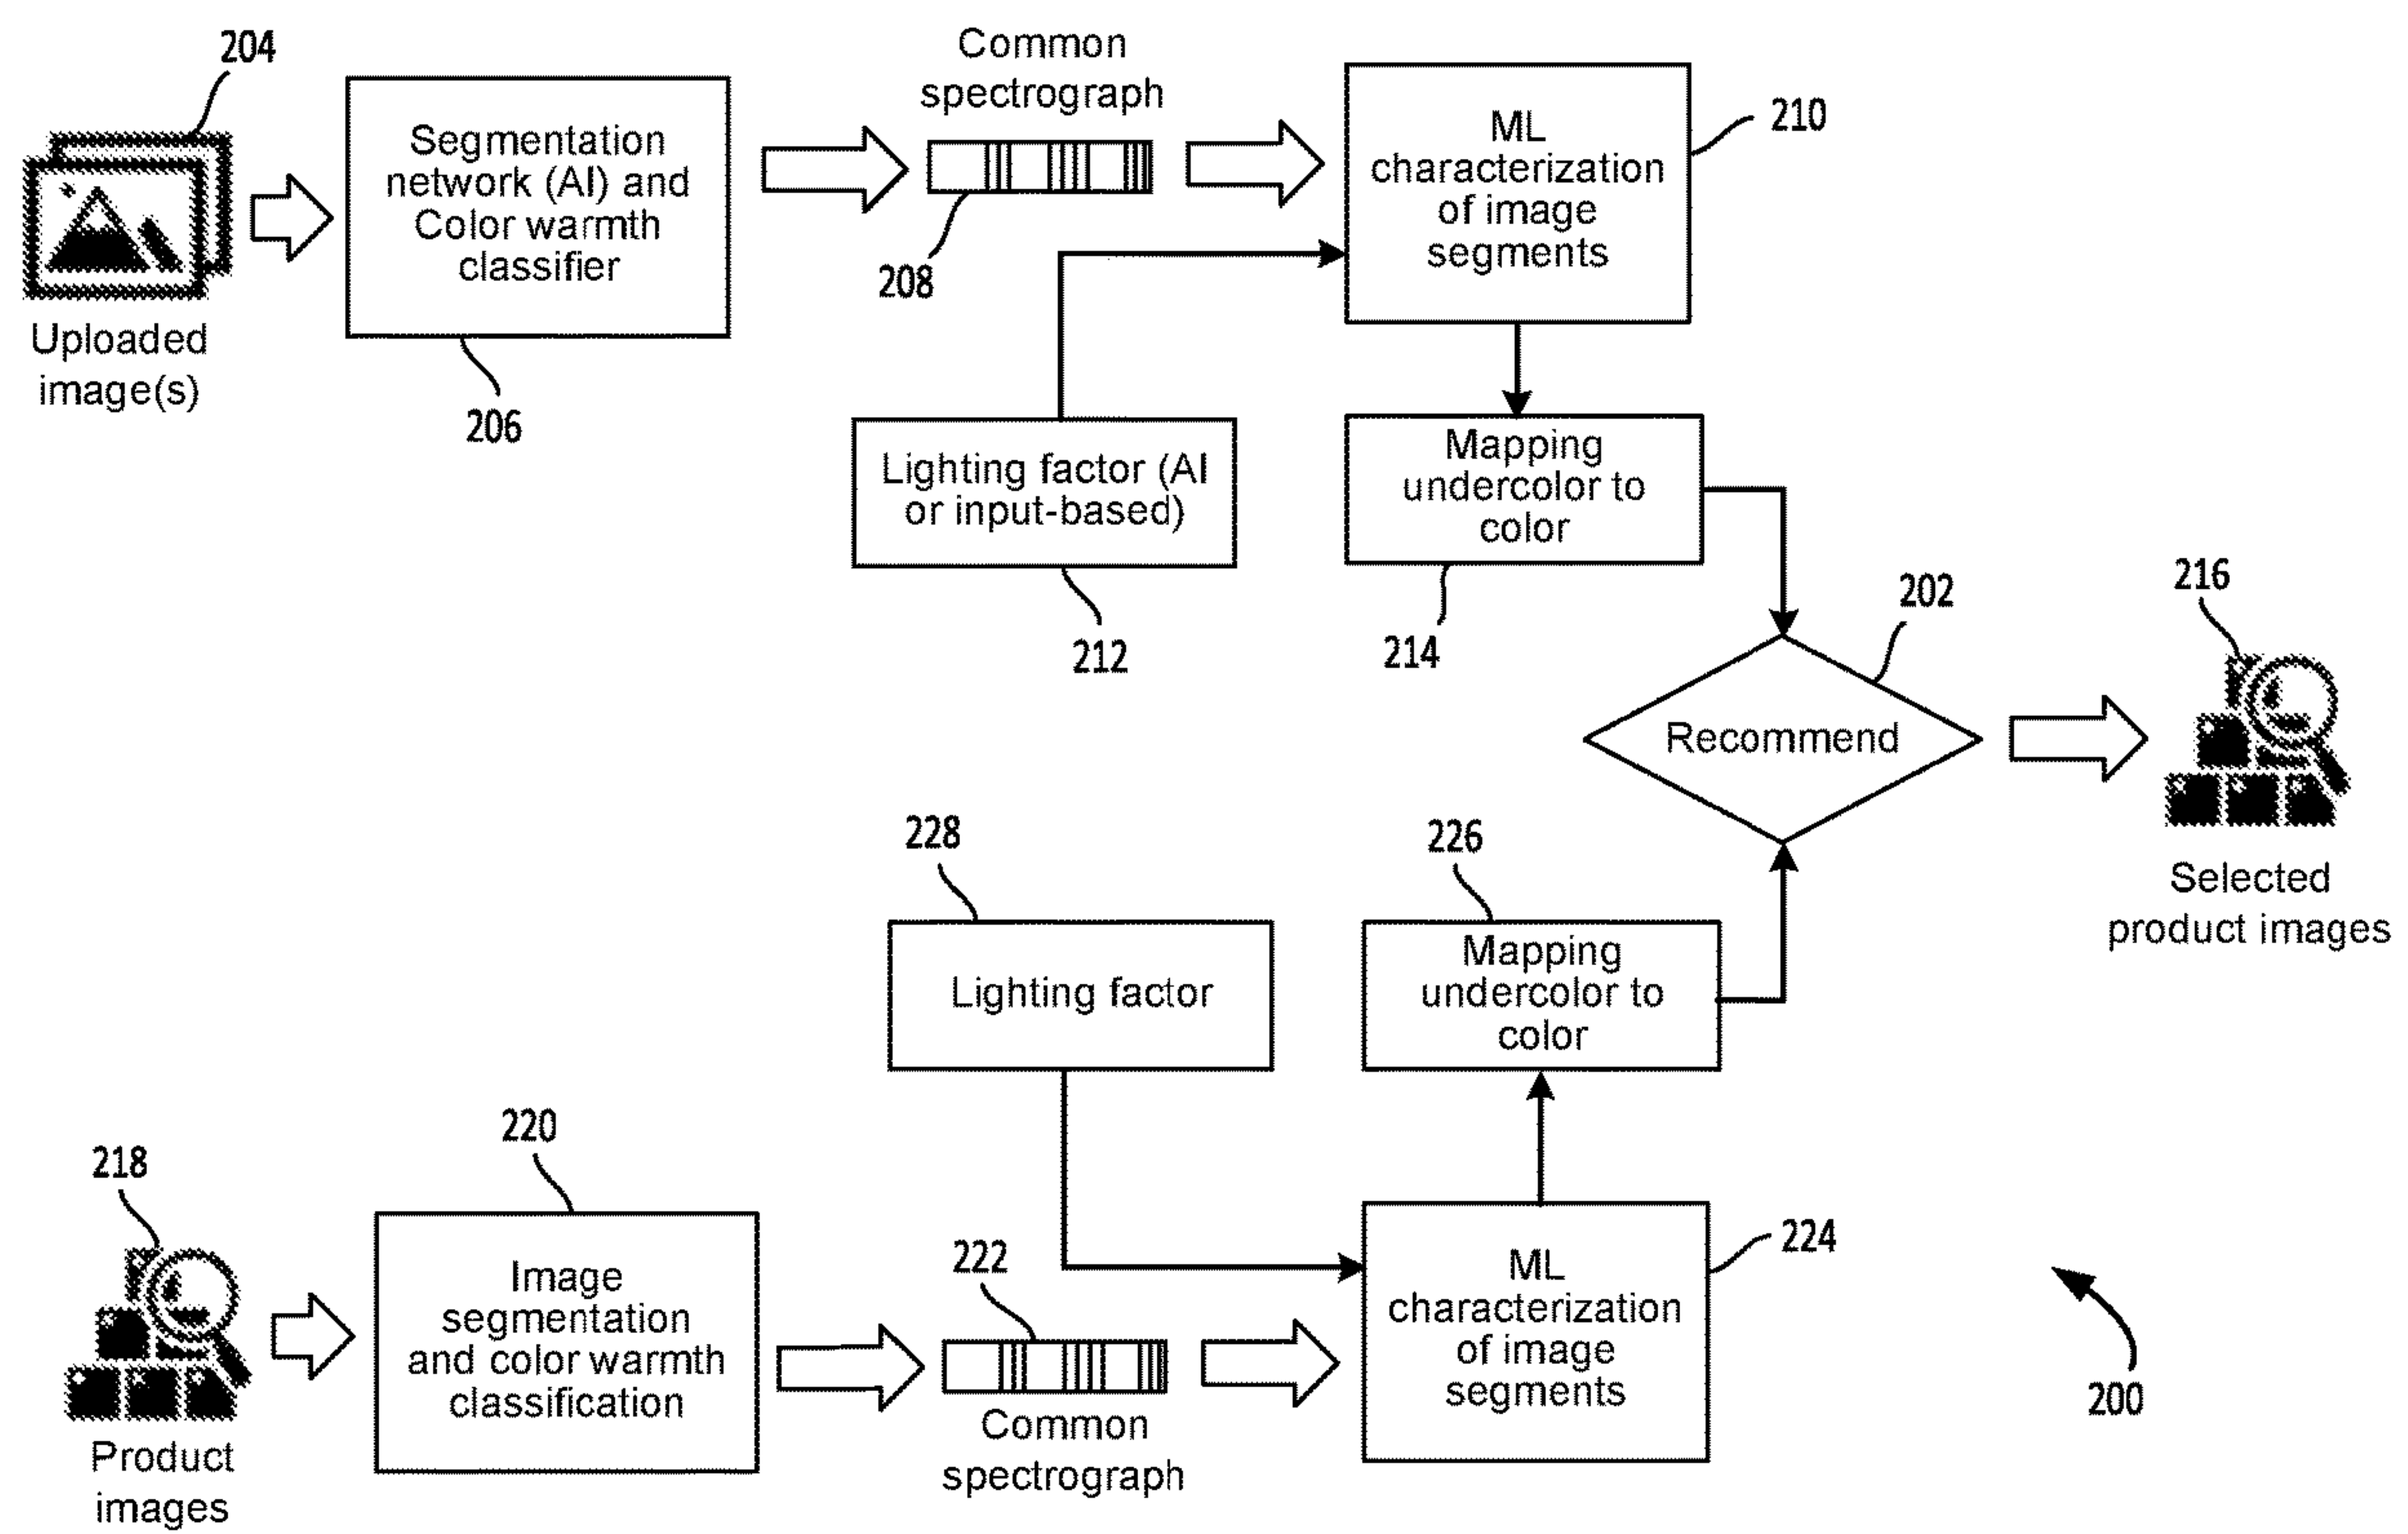 204
Uploaded
image(s)
Segmentation
network (AI) and
Color warmth
classifier
206
Common
spectrograph
208
ML
characterization
of image
segments
210
Lighting factor (AI
or input-based)
212
Mapping
undercolor to
color
214
202
Recommend
216
Selected
product images
228
Lighting factor
226
Mapping
undercolor to
color
218
Product
images
220
Image
segmentation
and color warmth
classification
222
Common
spectrograph
ML
characterization
of image
segments
224
200